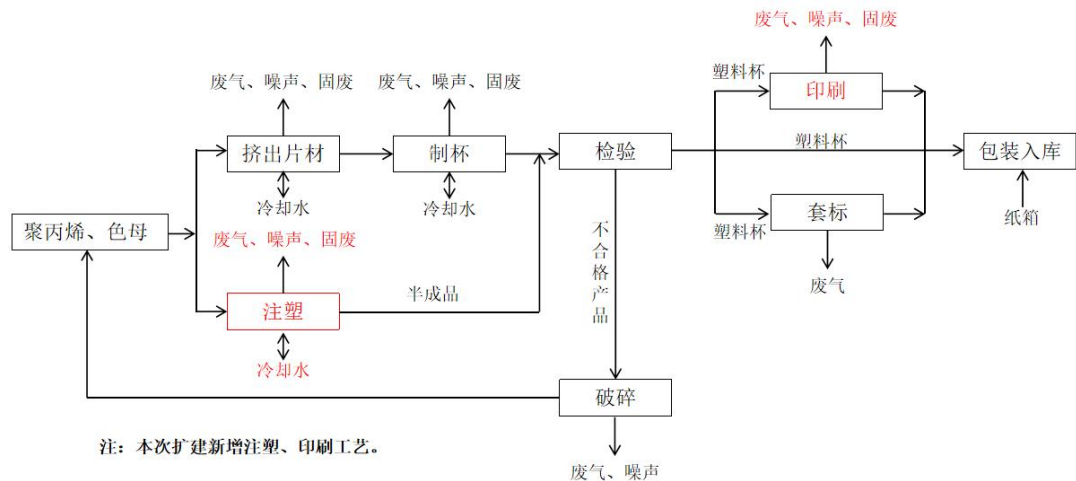 废气、噪声、固废
废气、噪声、固废
废气、噪声、固废
塑料杯
印刷
挤出片材
制杯
检验
塑料杯
包装入库
冷却水
冷却水
套标
纸箱
塑料杯
聚丙烯、色母
废气、噪声、固废
不合格产品
废气
半成品
注塑
冷却水
破碎
注：本次扩建新增注塑、印刷工艺。
废气、噪声